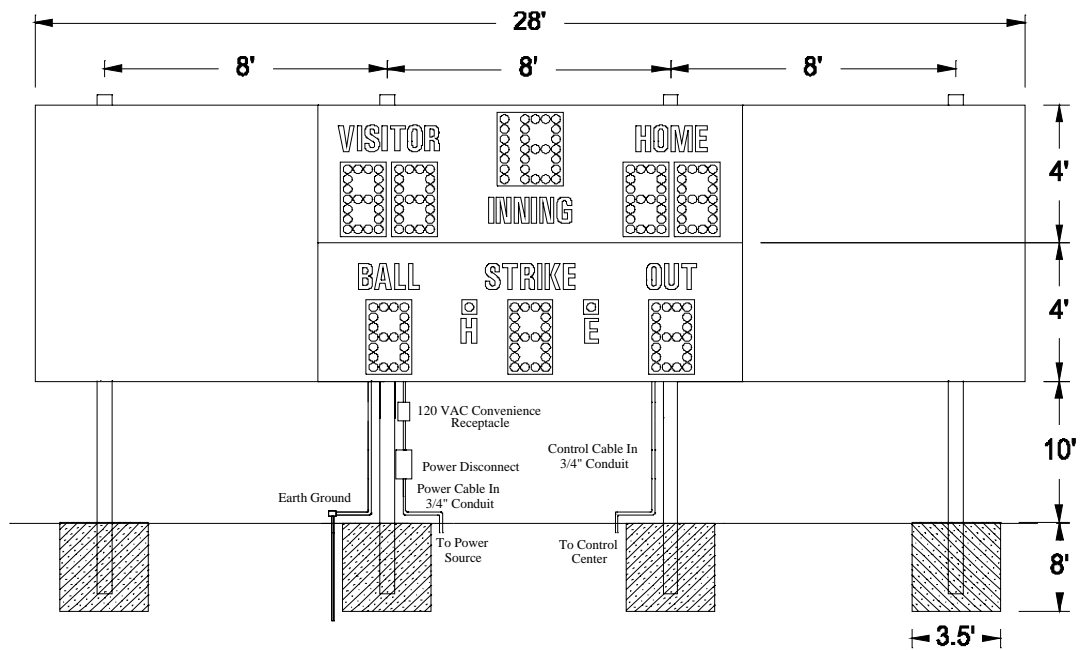 28'
8'
8'
8'
VISITOR
HOME
INNING
4'
BALL
STRIKE
OUT
H
E
4'
120 VAC Convenience
Receptacle
Power Disconnect
Power Cable In
3/4" Conduit
Control Cable In
3/4" Conduit
10'
Earth Ground
To Power
Source
To Control
Center
8'
3.5'